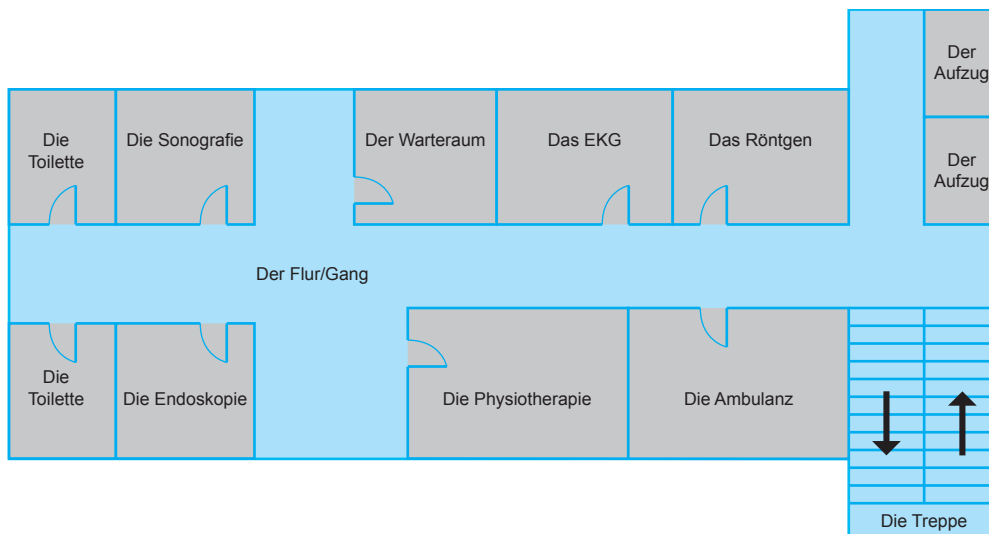 Der
Aufzug
Die
Toilette
Die Sonografie
Der Warteraum
Das EKG
Das Röntgen
Der
Aufzug
Der Flur/Gang
Die
Toilette
Die Endoskopie
Die Physiotherapie
Die Ambulanz
Die Treppe